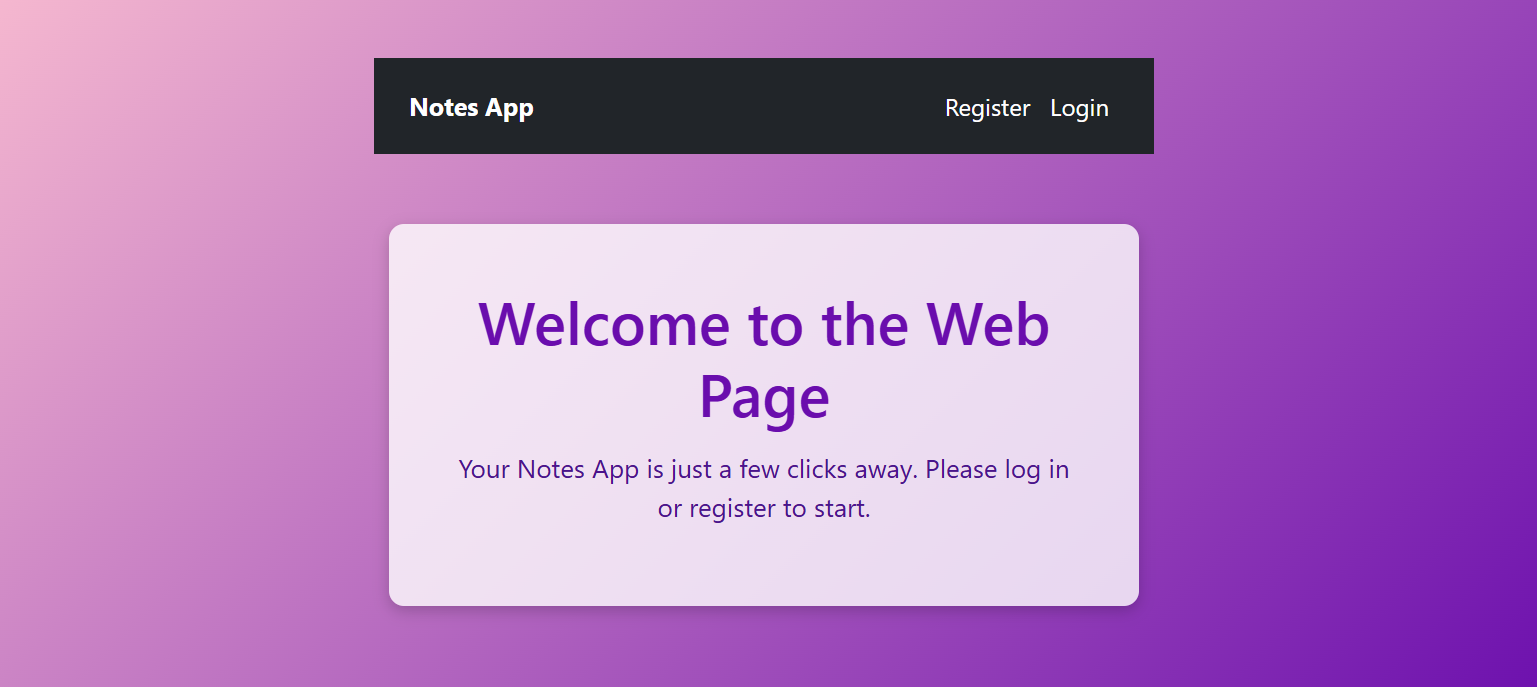 Notes App
Register Login
Welcome to the Web
Page
Your Notes App is just a few clicks away. Please log in
or register to start.